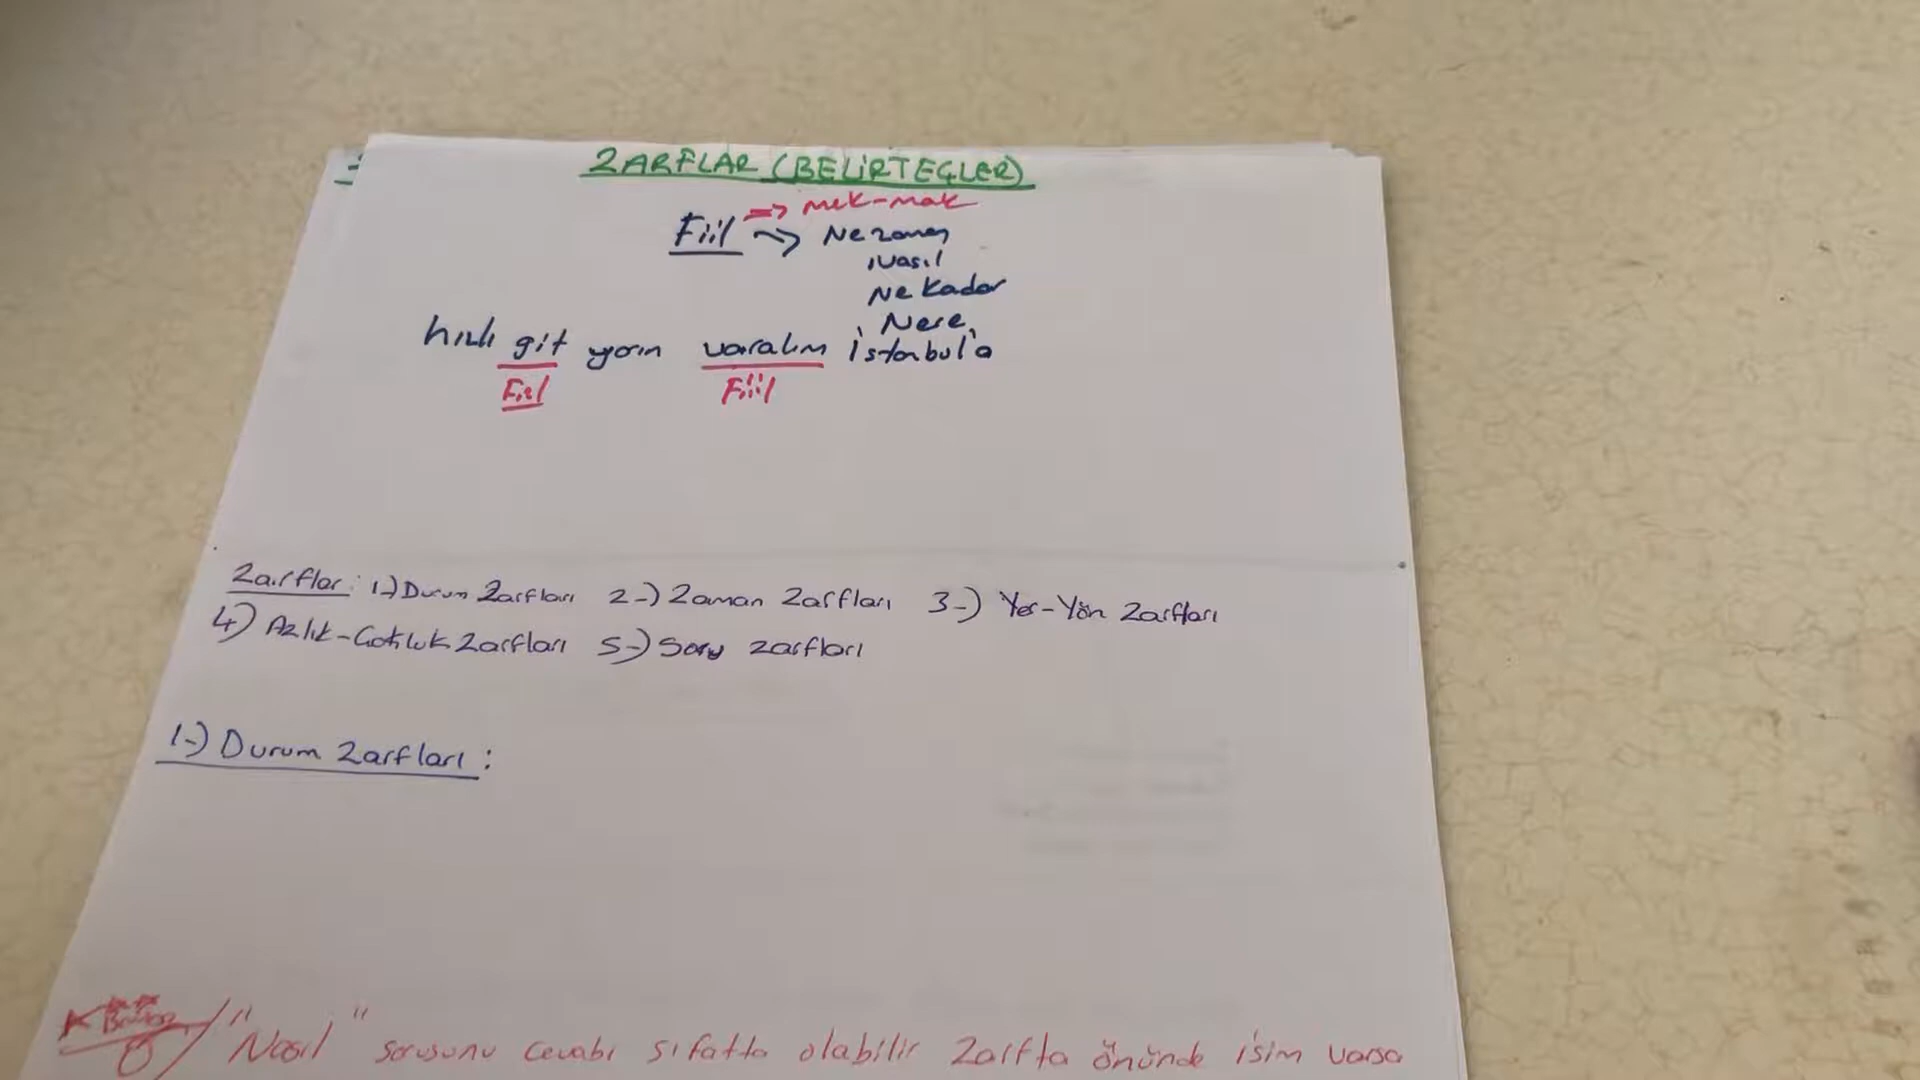 ZARFLAR (BELİRTEÇLER)
Fiil => mek-mak
→ Ne zaman
Nasıl
Ne Kadar
Nere
hızlı git yarın varalım İstanbul'a
Fiil Fiil
Zarflar: 1-) Durum Zarfları 2-) Zaman Zarfları 3-) Yer-Yön Zarfları
4) Azlık-Çokluk Zarfları 5-) Soru zarfları
1-) Durum Zarfları:
"Nasıl" sorusunu cevabı sıfatta olabilir Zarfta önünde isim varsa